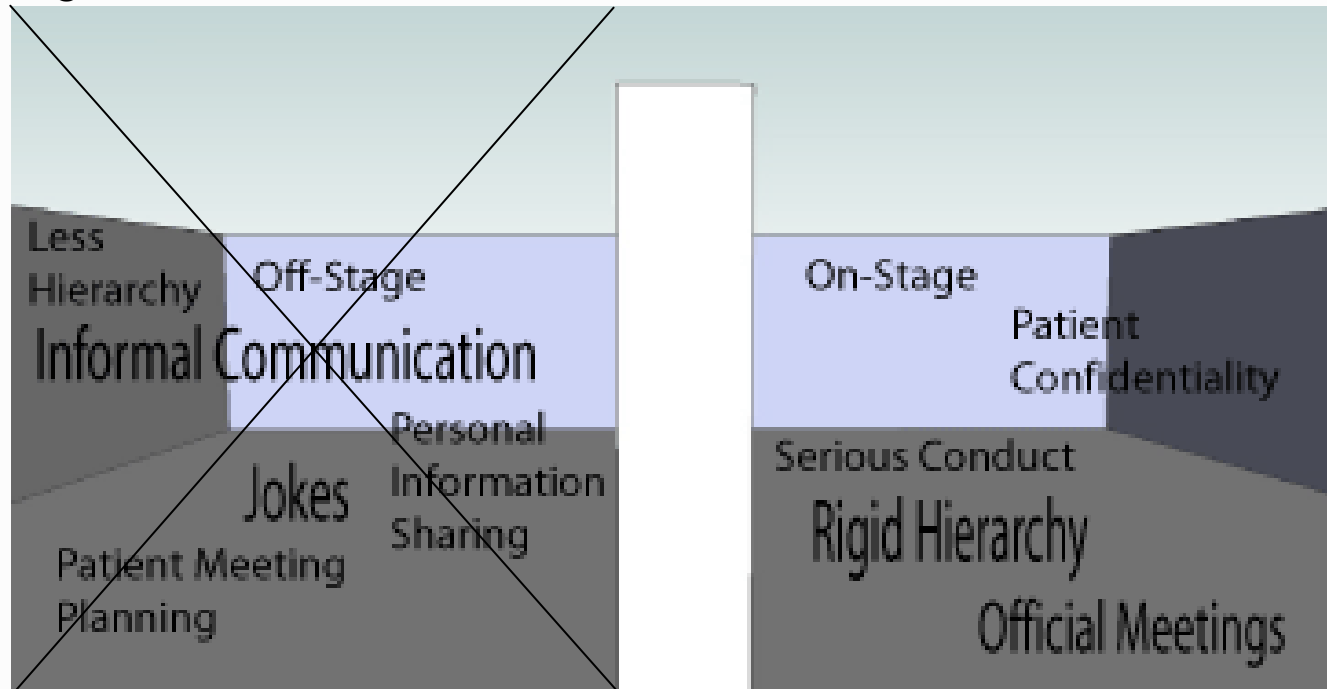 Less
Hierarchy
Off-Stage
Informal Communication
Personal
Information
Sharing
Jokes
Patient Meeting
Planning
On-Stage
Patient
Confidentiality
Serious Conduct
Rigid Hierarchy
Official Meetings